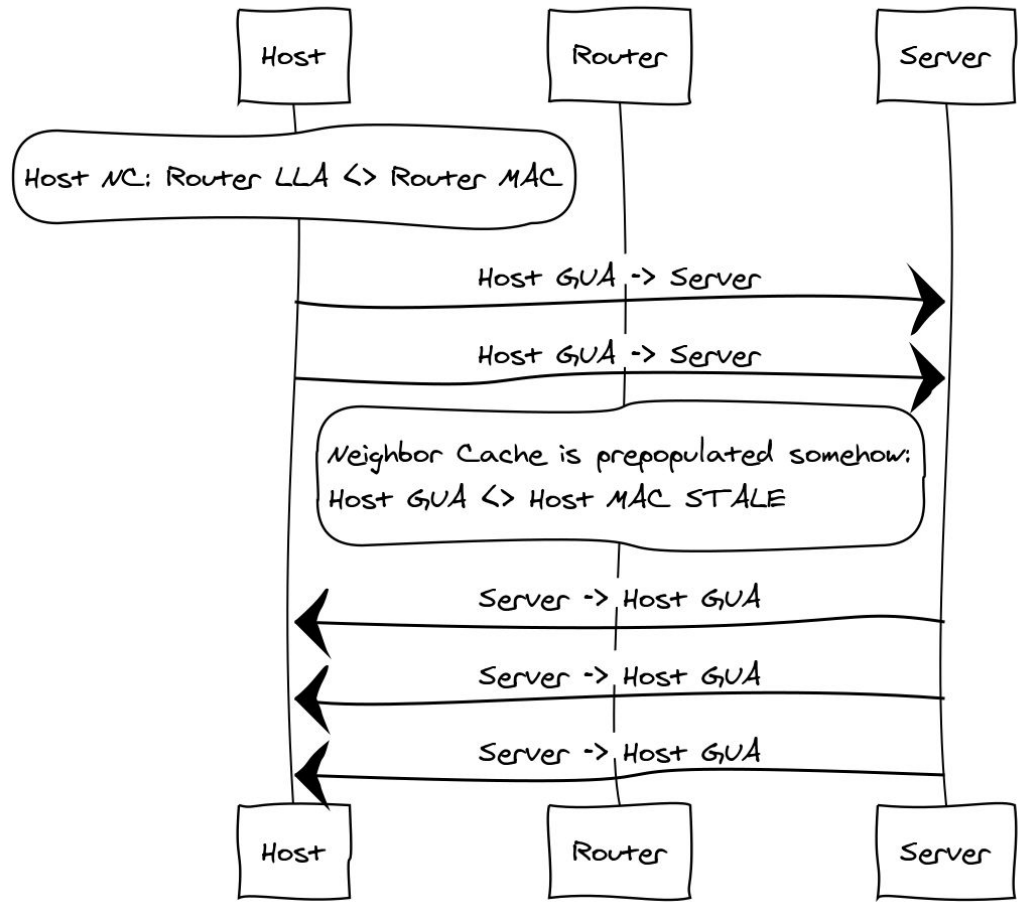 Host
Router
Server
Host NC: Router LLA <> Router MAC
Host GUA -> Server
Host GUA -> Server
Neighbor Cache is prepopulated somehow:
Host GUA <> Host MAC STALE
Server -> Host GUA
Server -> Host GUA
Server -> Host GUA
Host
Router
Server